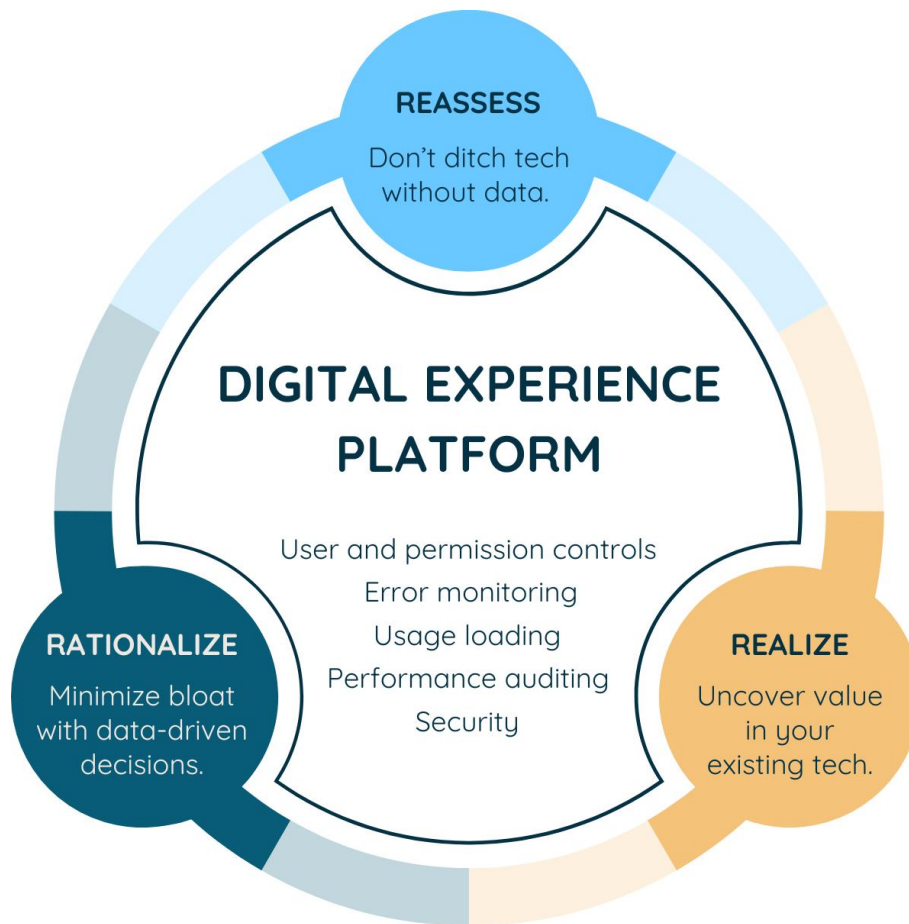 REASSESS
Don't ditch tech
without data.
DIGITAL EXPERIENCE
PLATFORM
User and permission controls
Error monitoring
Usage loading
Performance auditing
Security
RATIONALIZE
Minimize bloat
with data-driven
decisions.
REALIZE
Uncover value
in your
existing tech.